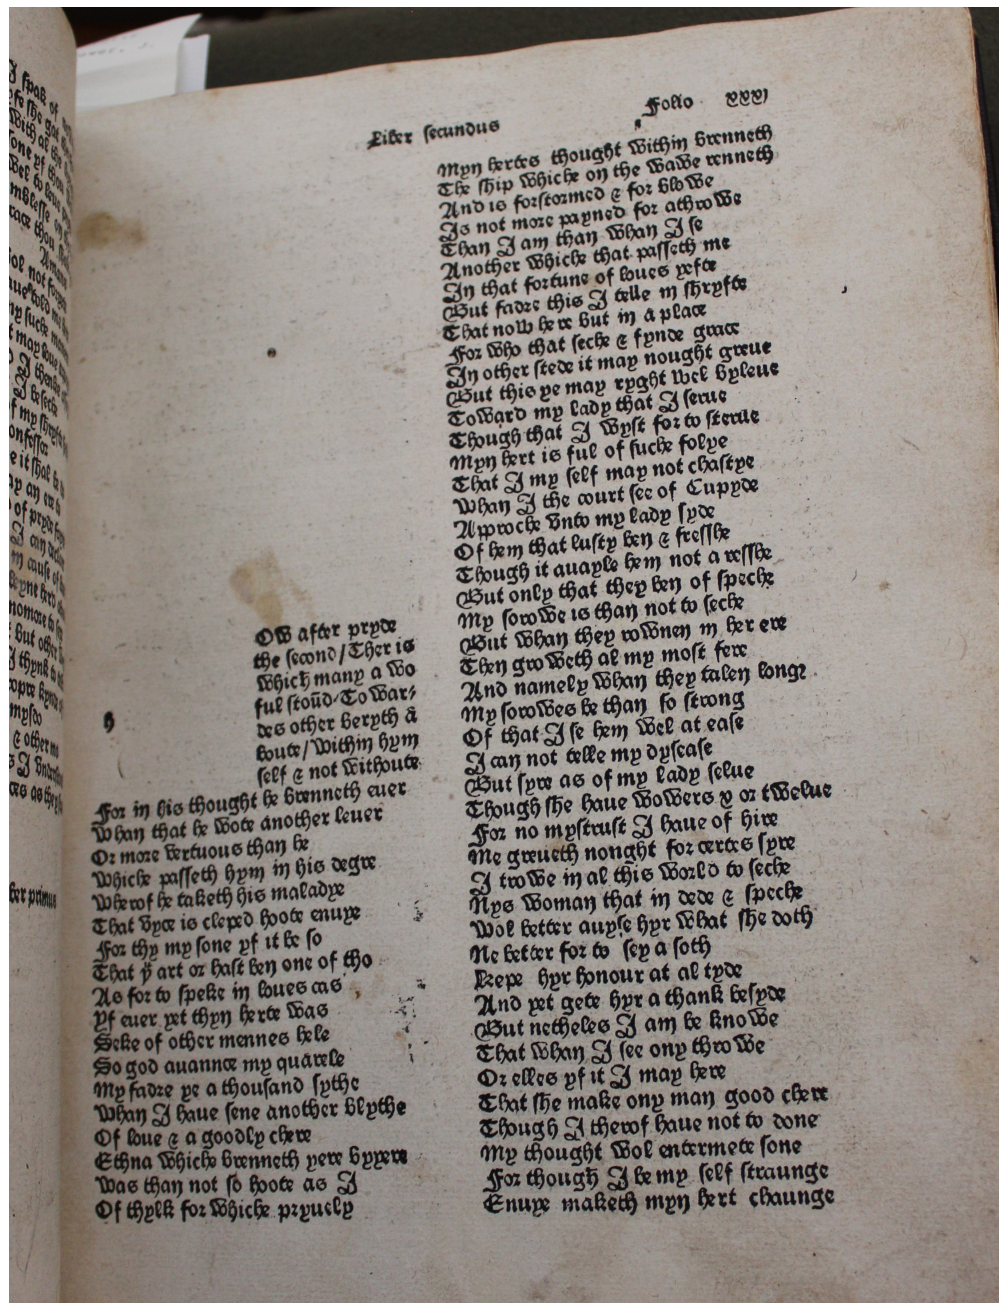 Liber secundus
Folio xxxj
n
OW after pryde
the second/Ther is
which many a wo
ful stoūd/To war⸗
des other beryth a
boute/within hym
self & not withoute
For in his thought he brenneth euer
Whan that he wote another leuer
Or more vertuous than he
Whiche passeth hym in his degre
Wherof he taketh his maladye
That vyce is cleped hoote enuye
For thy my sone yf it be so
That yͧ art or hast ben one of tho
As for to speke in loues cas
Yf euer yet thyn herte was
Seke of other mennes hele
So god auannce my quarele
My fadre ye a thousand sythe
Whan I haue sene another blythe
Of loue & a goodly chere
Ethna whiche brenneth yere byyere
Was than not so hoote as I
Of thylk for whiche pryuely
Myn hertes thought within brenneth
The ship whiche on the wawe renneth
And is forstormed & for blowe
Is not more payned for a throwe
Than I am than whan I se
Another whiche that passeth me
In that fortune of loues yefte
But fadre this I telle in shryfte
That nowhere but in a place
For who that seche & fynde grace
In other stede it may nought greue
But this ye may ryght wel byleue
Toward my lady that I serue
Though that I wyst for to sterue
Myn hert is ful of suche folye
That I my self may not chastye
Whan I the court see of Cupyde
Approche vnto my lady syde
Of hem that lusty ben & fresshe
Though it auayle hem not a resshe
But only that they ben of speche
My sorowe is than not to seche
But whan they rownen in her ere
Then groweth al my most fere
And namely whan they talen longe
My sorowes be than so strong
Of that I se hem wel at ease
I can not telle my dysease
But syre as of my lady selue
Though she haue wowers x or twelue
For no mystrust I haue of hire
Me greueth nonght for certes syre
I trowe in al this world to seche
Nys woman that in dede & speche
Wol better auyse hyr what she doth
Ne better for to sey a soth
Kepe hyr honour at al tyde
And yet gete hyr a thank besyde
But netheles I am be knowe
That whan I see ony throwe
Or elles yf it I may here
That she make ony man good chere
Though I therof haue not to done
My thought wol entermete sone
For though I be my self straunge
Enuye maketh myn hert chaunge